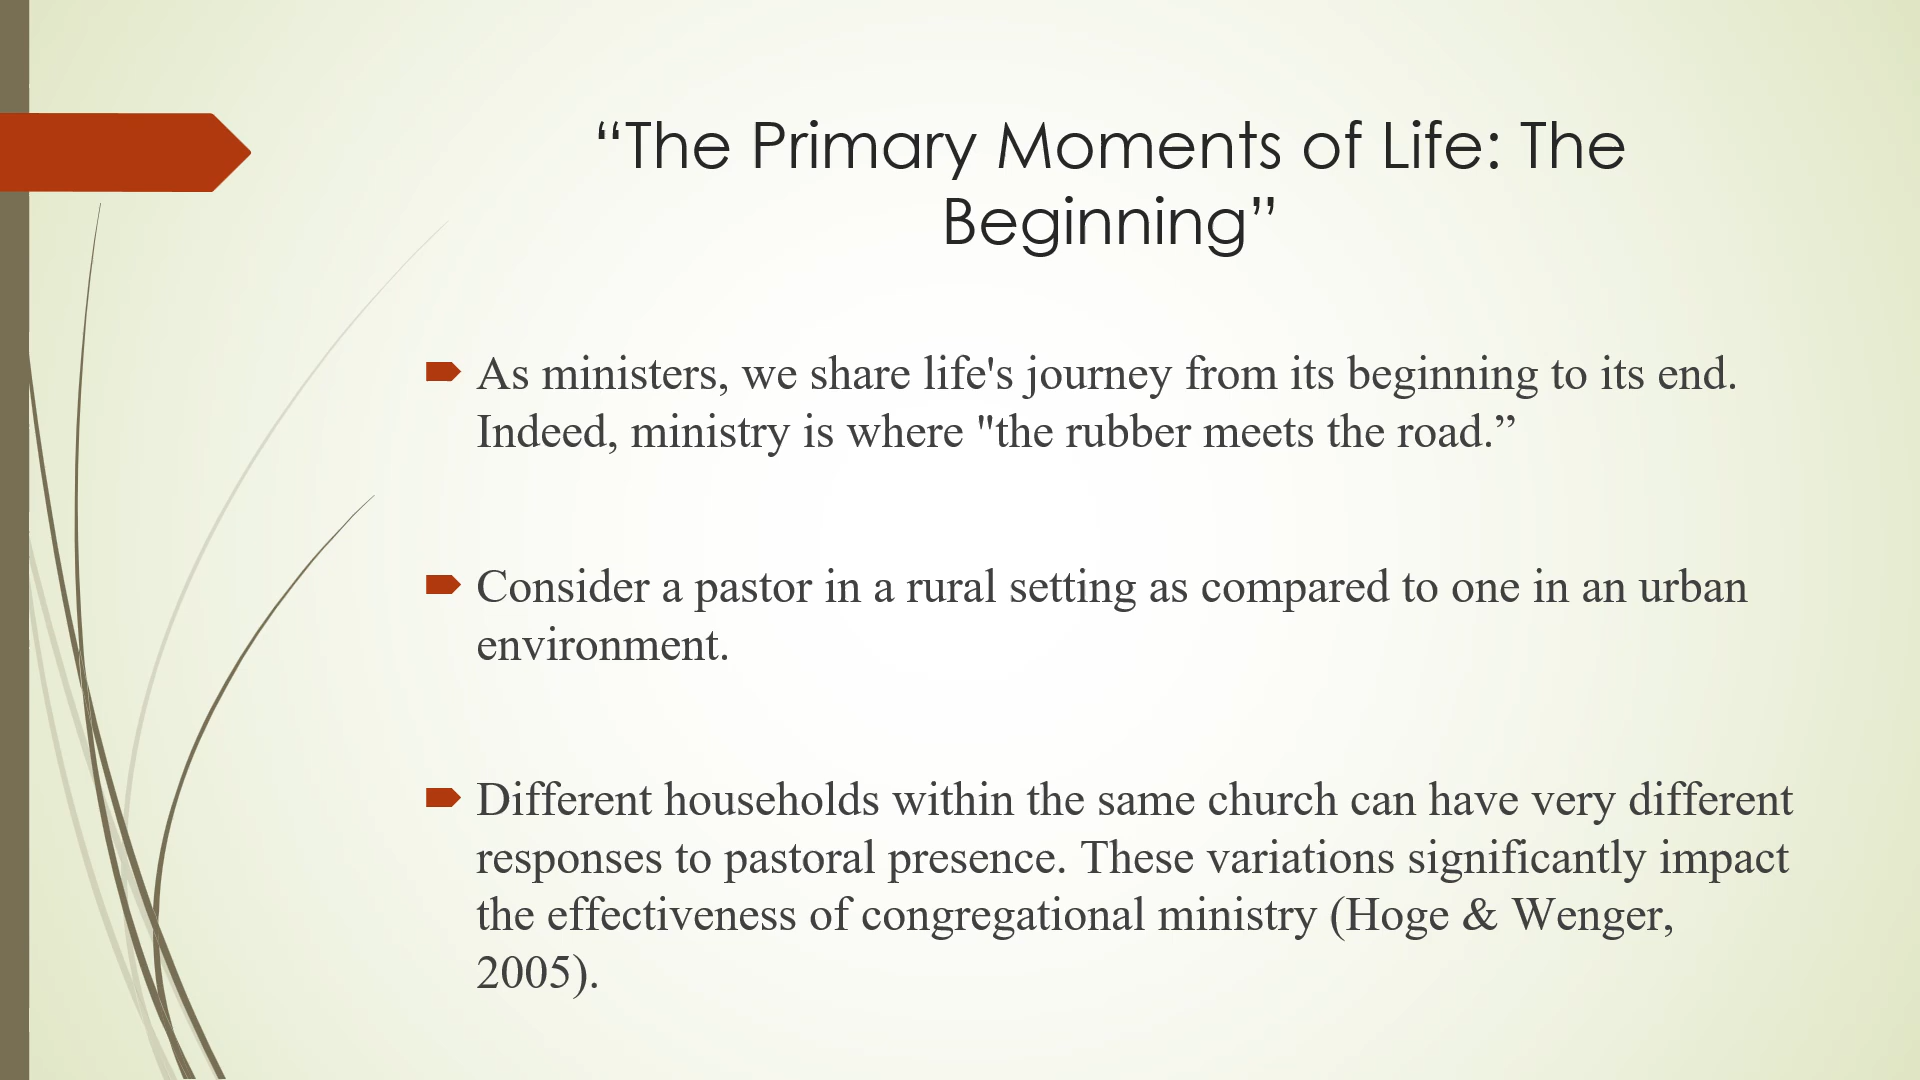 “The Primary Moments of Life: The
Beginning”
As ministers, we share life's journey from its beginning to its end.
Indeed, ministry is where "the rubber meets the road.”
Consider a pastor in a rural setting as compared to one in an urban
environment.
Different households within the same church can have very different
responses to pastoral presence. These variations significantly impact
the effectiveness of congregational ministry (Hoge & Wenger,
2005).